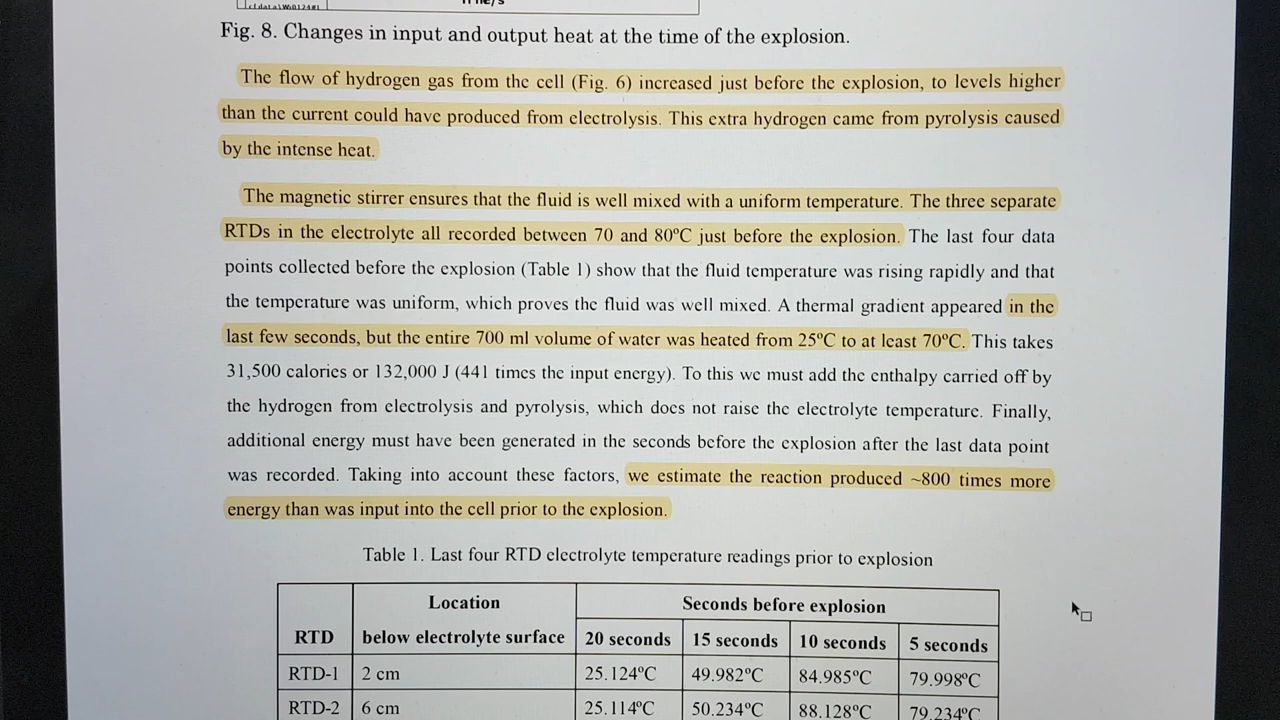 Fig. 8. Changes in input and output heat at the time of the explosion.
The flow of hydrogen gas from the cell (Fig. 6) increased just before the explosion, to levels higher
than the current could have produced from electrolysis. This extra hydrogen came from pyrolysis caused
by the intense heat.
The magnetic stirrer ensures that the fluid is well mixed with a uniform temperature. The three separate
RTDs in the electrolyte all recorded between 70 and 80ºC just before the explosion. The last four data
points collected before the explosion (Table 1) show that the fluid temperature was rising rapidly and that
the temperature was uniform, which proves the fluid was well mixed. A thermal gradient appeared in the
last few seconds, but the entire 700 ml volume of water was heated from 25ºC to at least 70ºC. This takes
31,500 calories or 132,000 J (441 times the input energy). To this we must add the enthalpy carried off by
the hydrogen from electrolysis and pyrolysis, which does not raise the electrolyte temperature. Finally,
additional energy must have been generated in the seconds before the explosion after the last data point
was recorded. Taking into account these factors, we estimate the reaction produced ~800 times more
energy than was input into the cell prior to the explosion.
Table 1. Last four RTD electrolyte temperature readings prior to explosion
Location Seconds before explosion
RTD below electrolyte surface 20 seconds 15 seconds 10 seconds 5 seconds
RTD-1 2 cm 25.124ºC 49.982ºC 84.985ºC 79.998ºC
RTD-2 6 cm 25.114ºC 50.234ºC 88.128ºC 79.234ºC